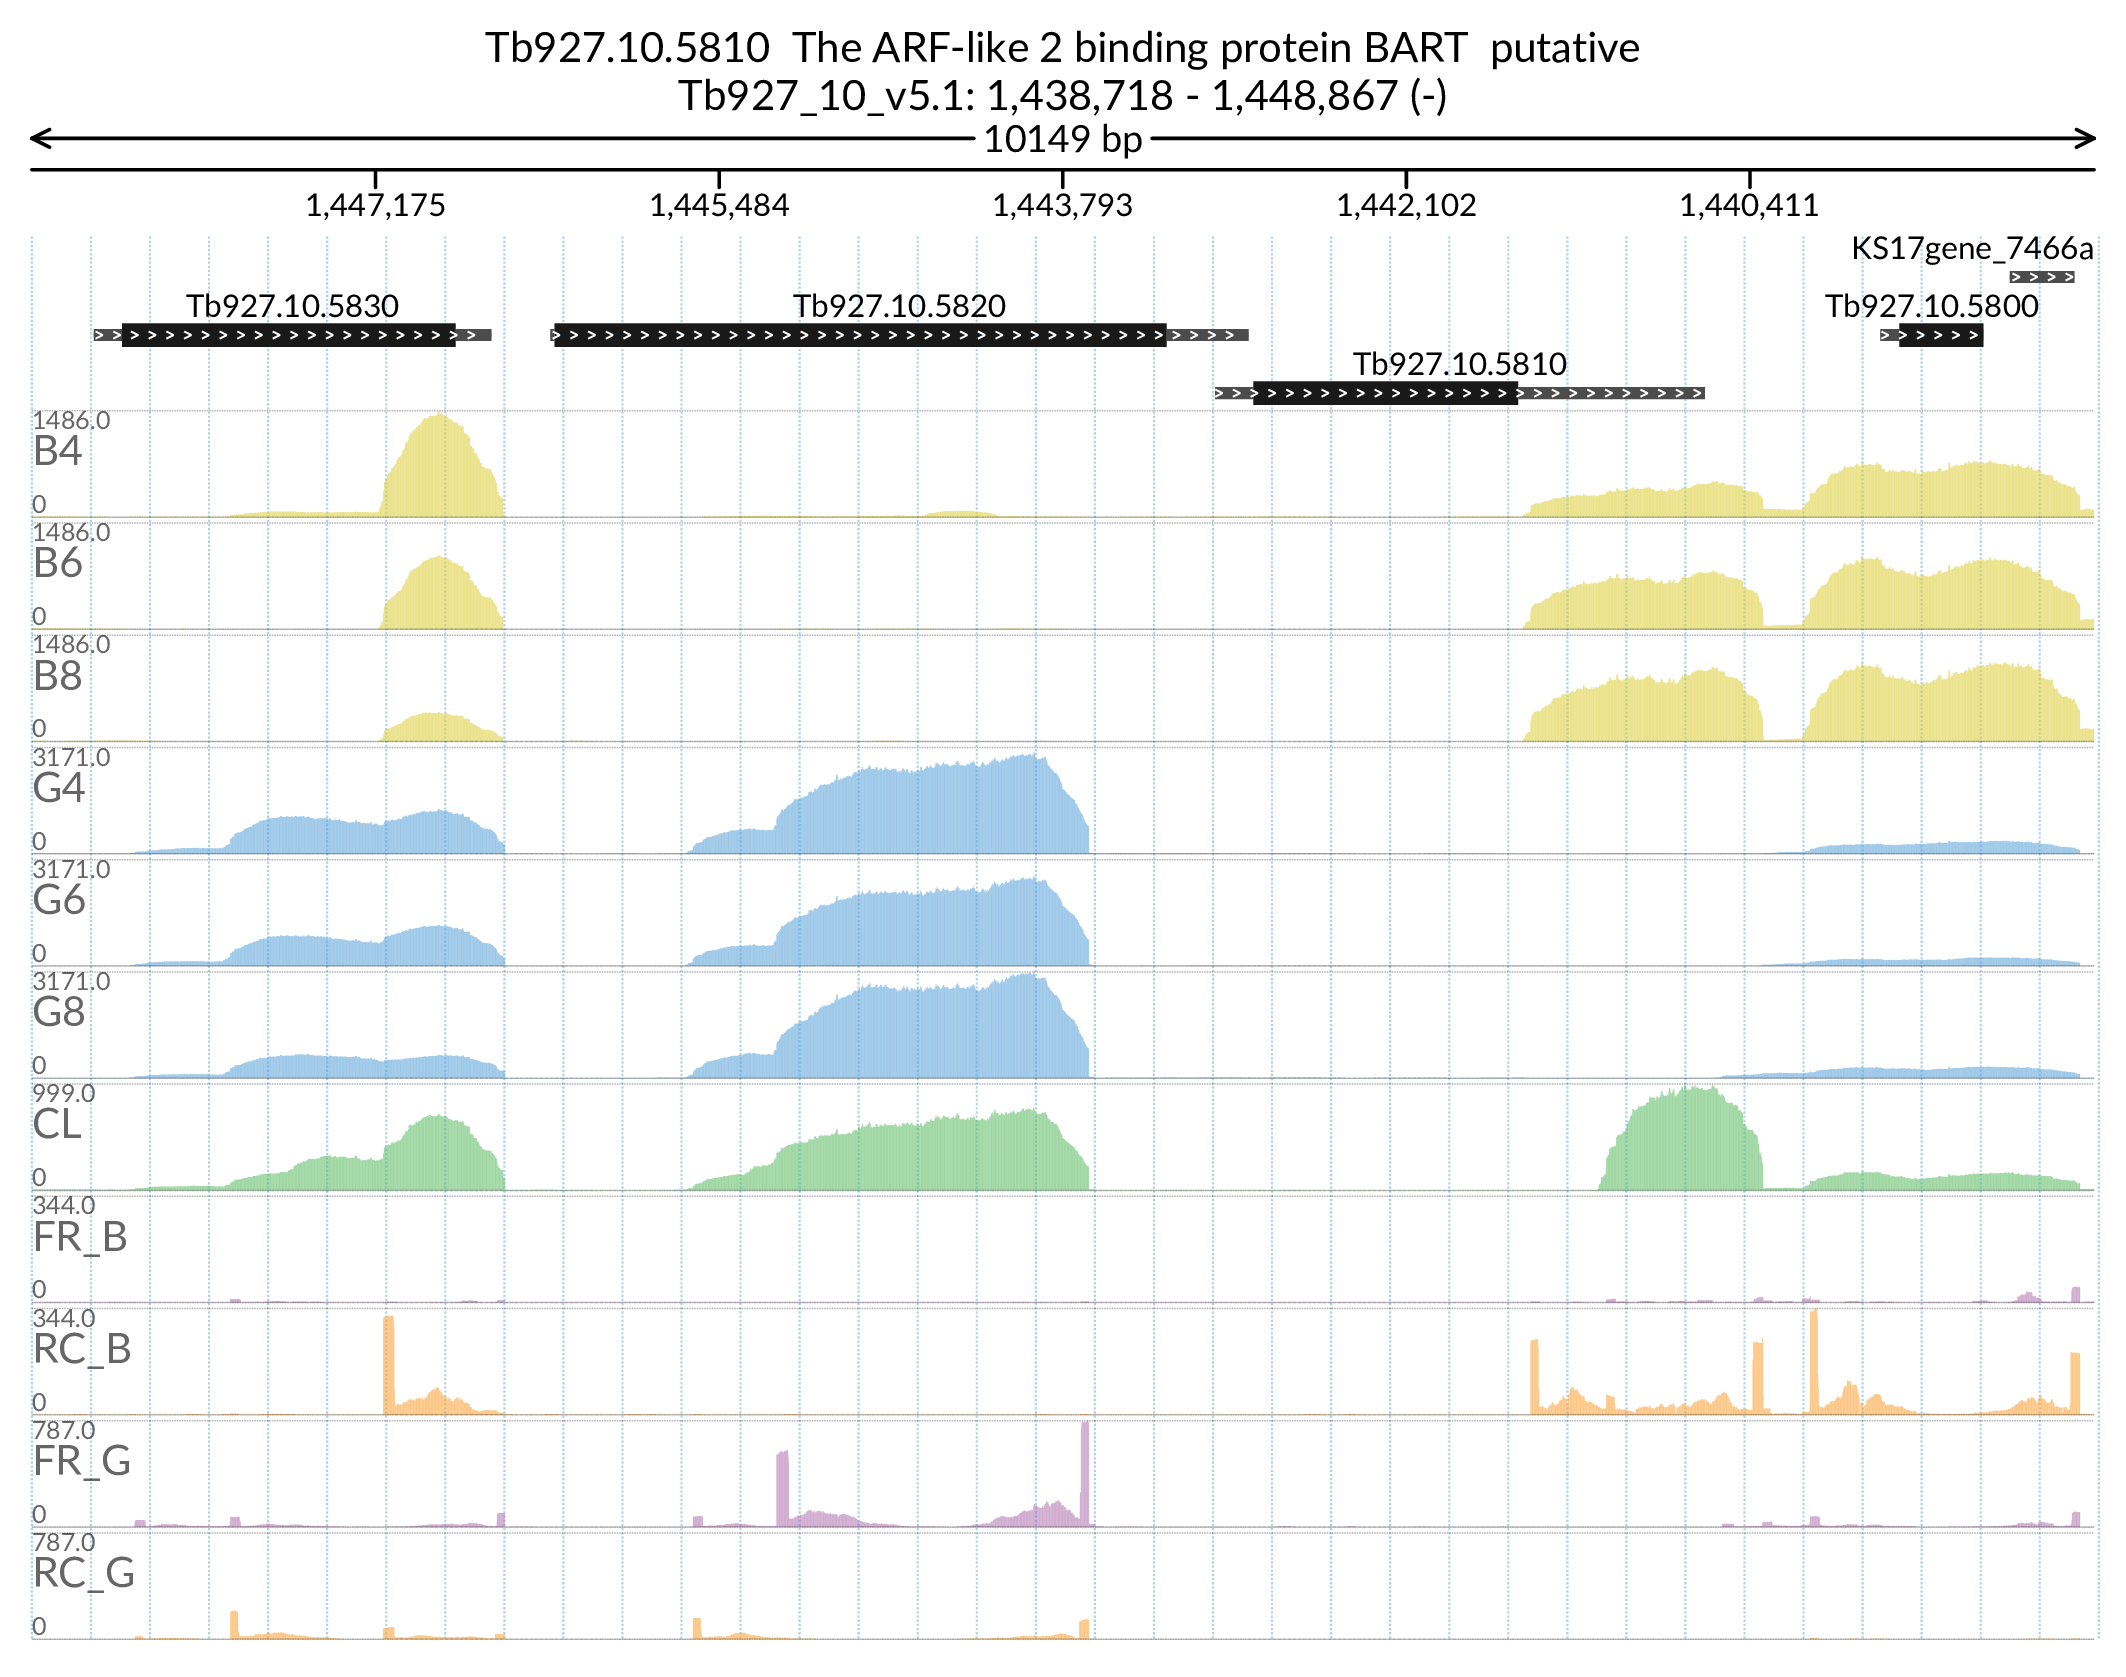 Tb927.10.5810 The ARF-like 2 binding protein BART putative
Tb927_10_v5.1: 1,438,718 - 1,448,867 (-)
10149 bp
1,447,175 1,445,484 1,443,793 1,442,102 1,440,411
KS17gene_7466a
Tb927.10.5830 Tb927.10.5820 Tb927.10.5800
Tb927.10.5810
1486.0
B4
0
1486.0
B6
0
1486.0
B8
0
3171.0
G4
0
3171.0
G6
0
3171.0
G8
0
999.0
CL
0
344.0
FR_B
0
344.0
RC_B
0
787.0
FR_G
0
787.0
RC_G
0